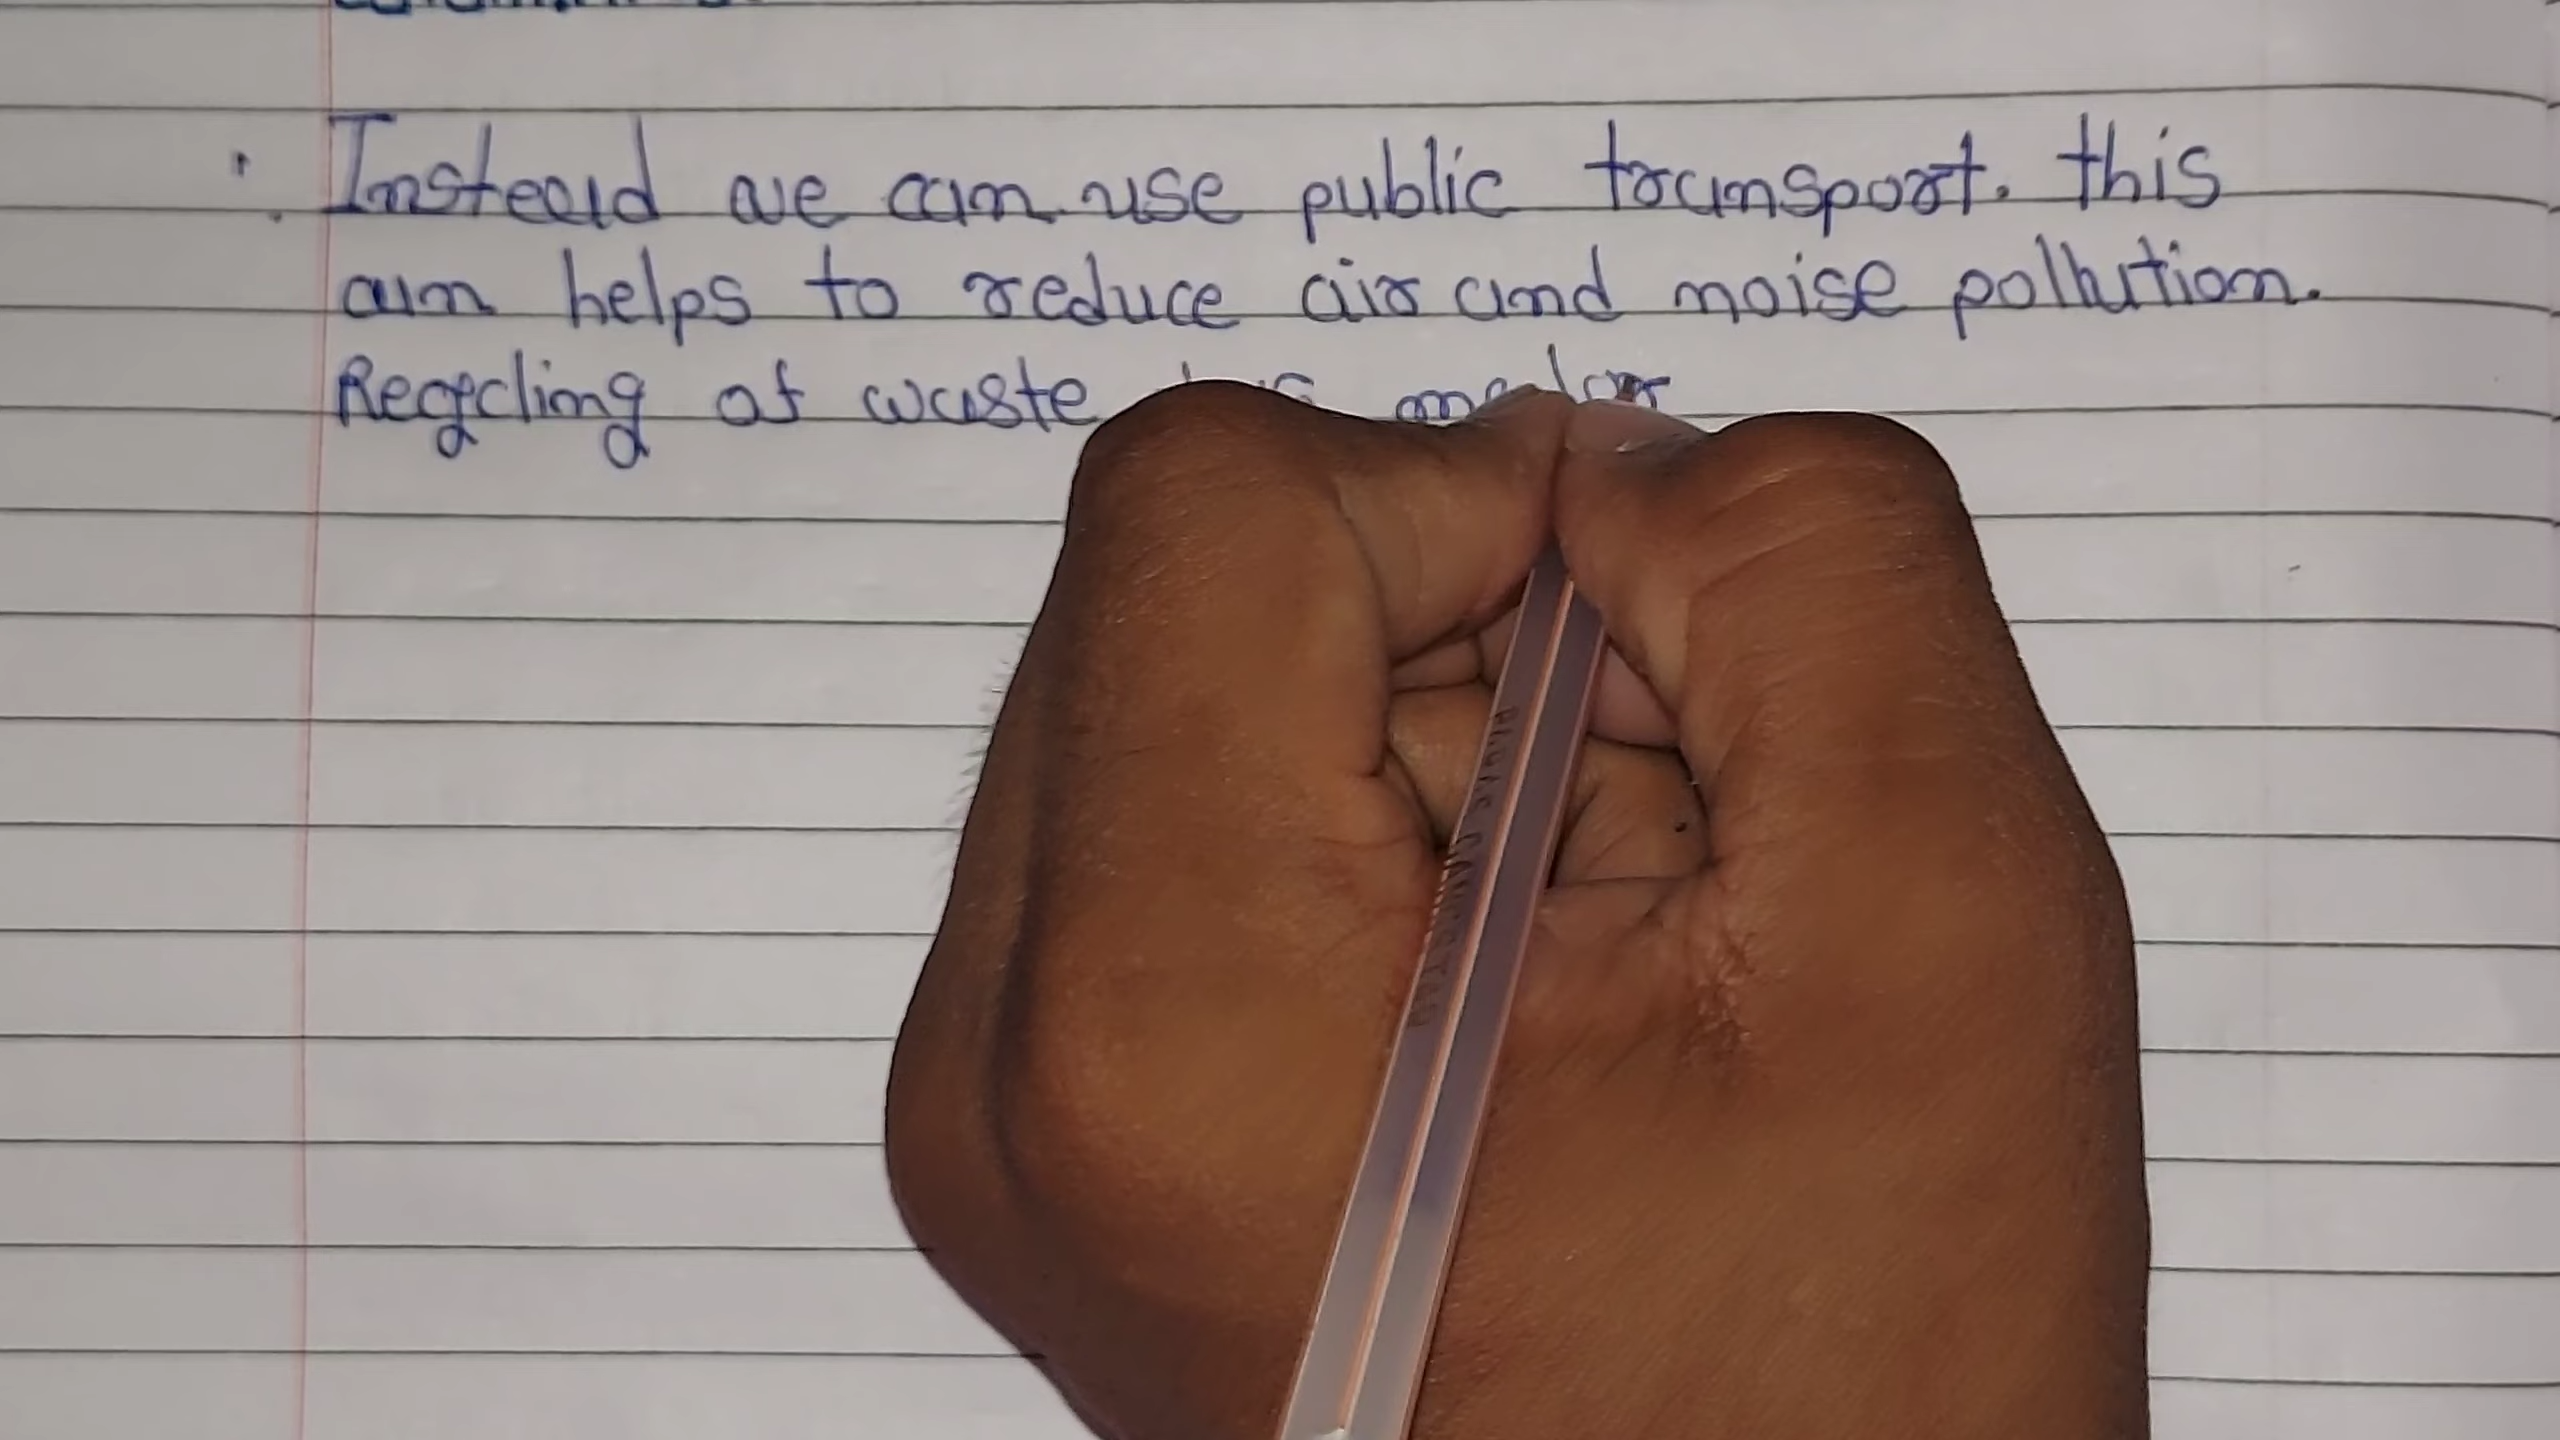 Instead we can use public transport. this
can helps to reduce air and noise pollution.
Recycling of waste